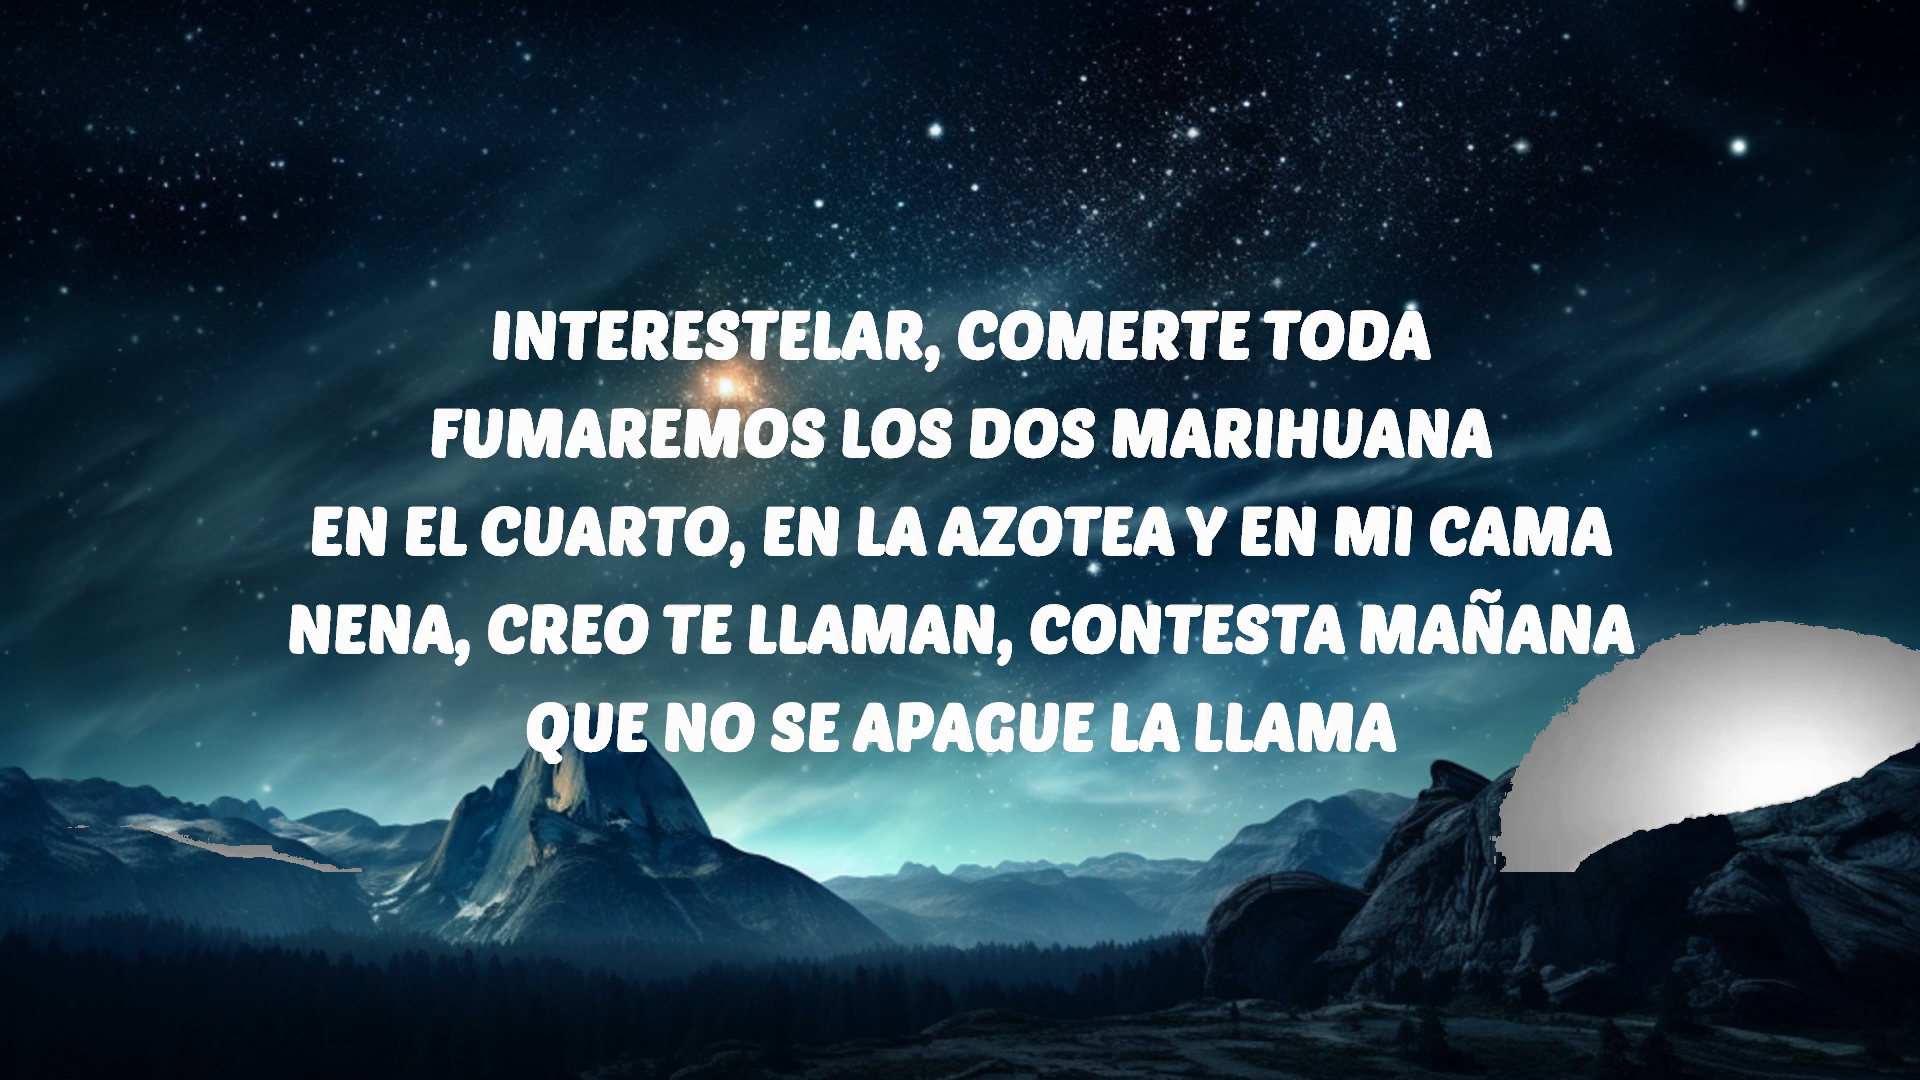 INTERESTELAR, COMERTE TODA
FUMAREMOS LOS DOS MARIHUANA
EN EL CUARTO, EN LA AZOTEA Y EN MI CAMA
NENA, CREO TE LLAMAN, CONTESTA MAÑANA
QUE NO SE APAGUE LA LLAMA